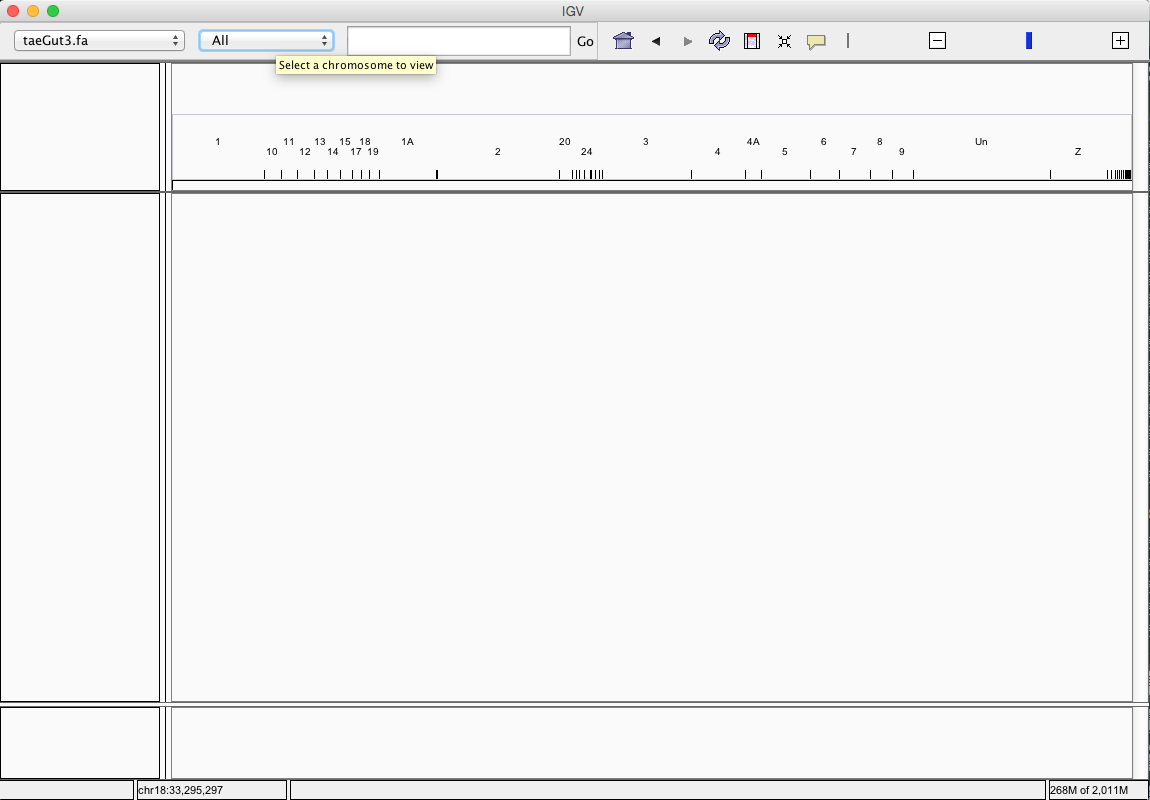 IGV
taeGut3.fa All Go
Select a chromosome to view
1 11 13 15 18 1A 20 3 4A 6 8 Un
10 12 14 17 19 2 24 4 5 7 9 Z
chr18:33,295,297 268M of 2,011M